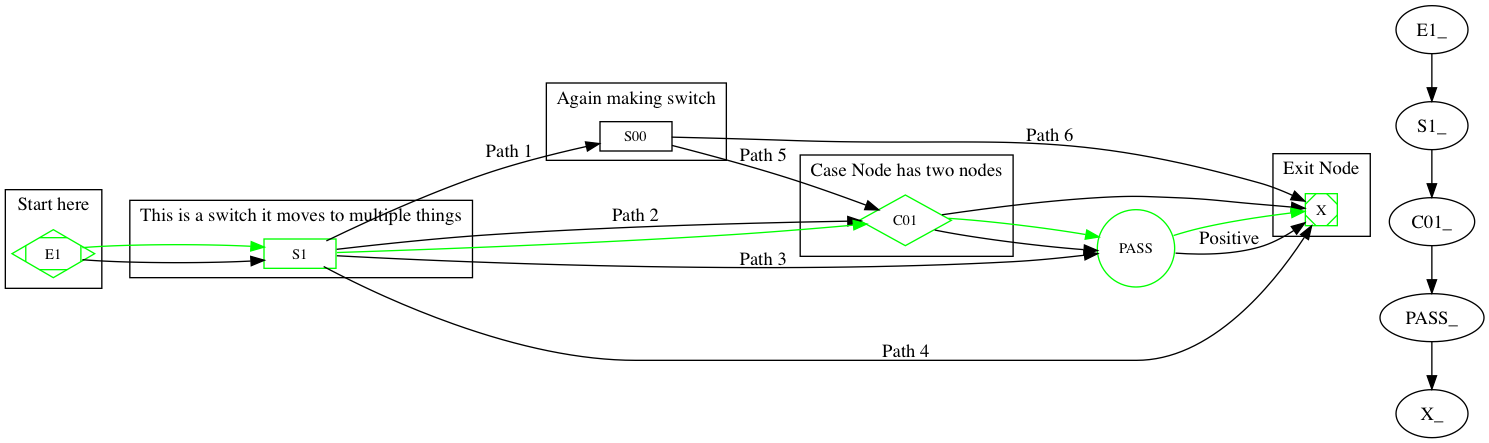 Start here
E1
This is a switch it moves to multiple things
S1
Path 1
Again making switch
S00
Path 2
Path 3
Path 4
Path 5
Path 6
Case Node has two nodes
C01
PASS
Positive
Exit Node
X
E1_
S1_
C01_
PASS_
X_